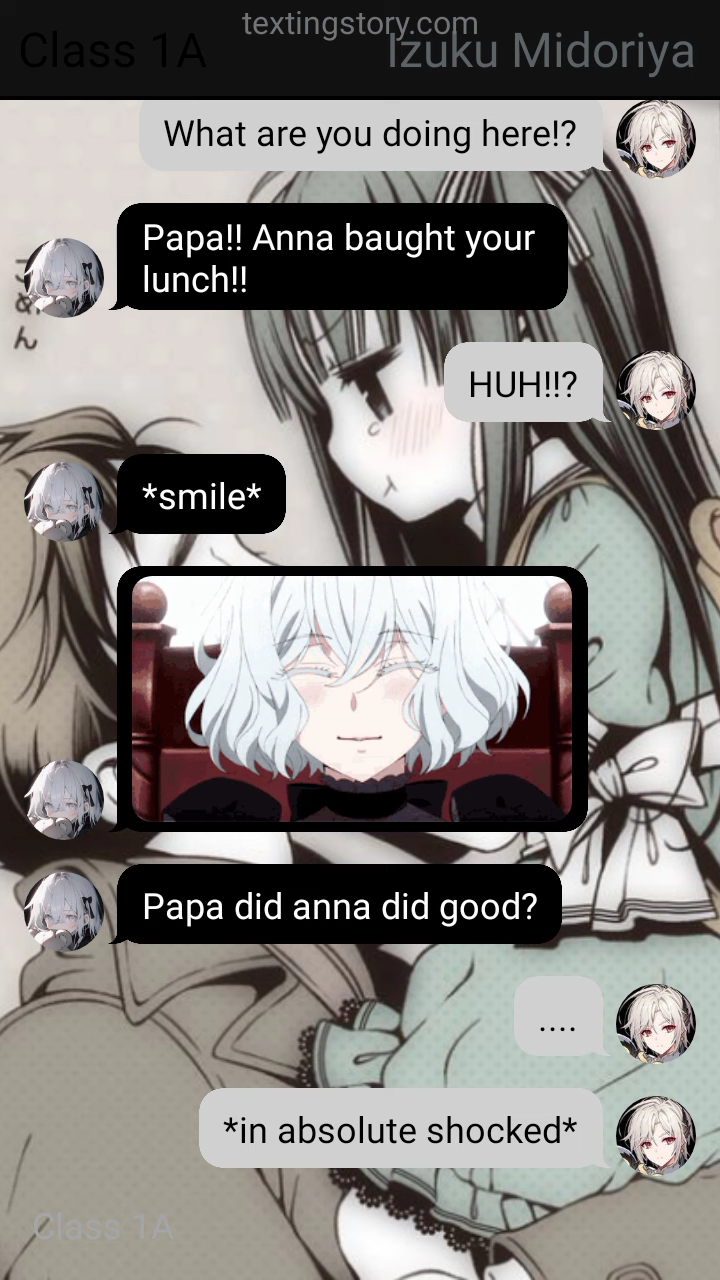 textingstory.com
Class 1A
Izuku Midoriya
What are you doing here!?
Papa!! Anna baught your
lunch!!
HUH!!?
*smile*
Papa did anna did good?
....
*in absolute shocked*
Class 1A